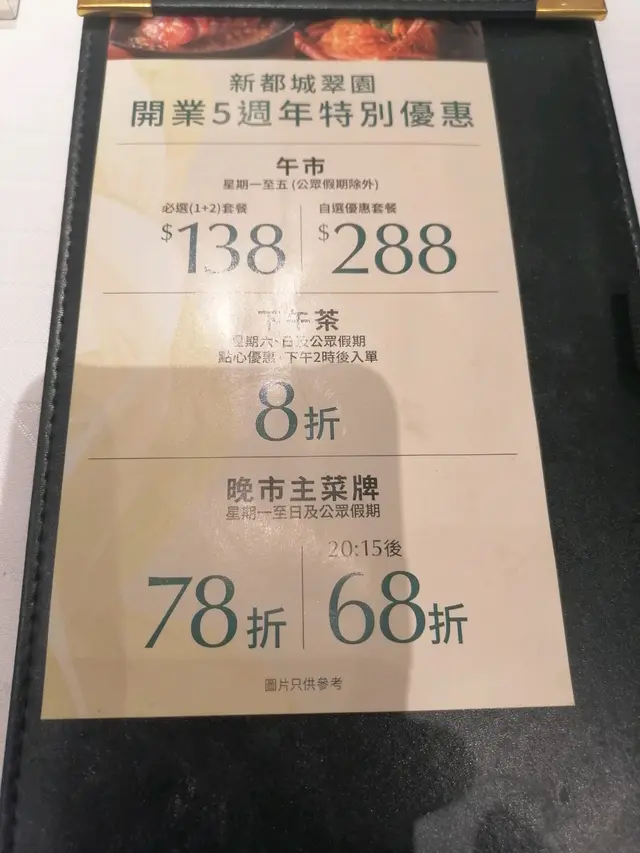 新都城翠園
開業5週年特別優惠
午市
星期一至五 (公眾假期除外)
必選(1+2)套餐
$138
自選優惠套餐
$288
下午茶
星期六、日及公眾假期
點心優惠·下午2時後入單
8折
晚市主菜牌
星期一至日及公眾假期
78折
20:15後
68折
圖片只供參考